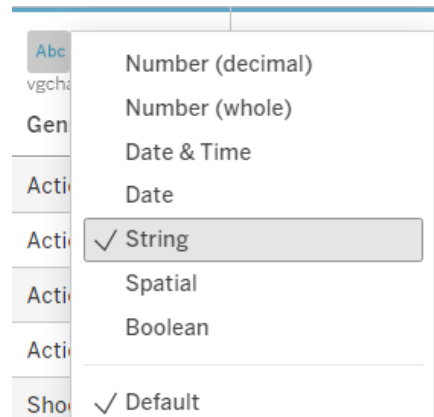 Abc
vgcha
Gen
Acti
Acti
Acti
Acti
Sho
Number (decimal)
Number (whole)
Date & Time
Date
String
Spatial
Boolean
Default